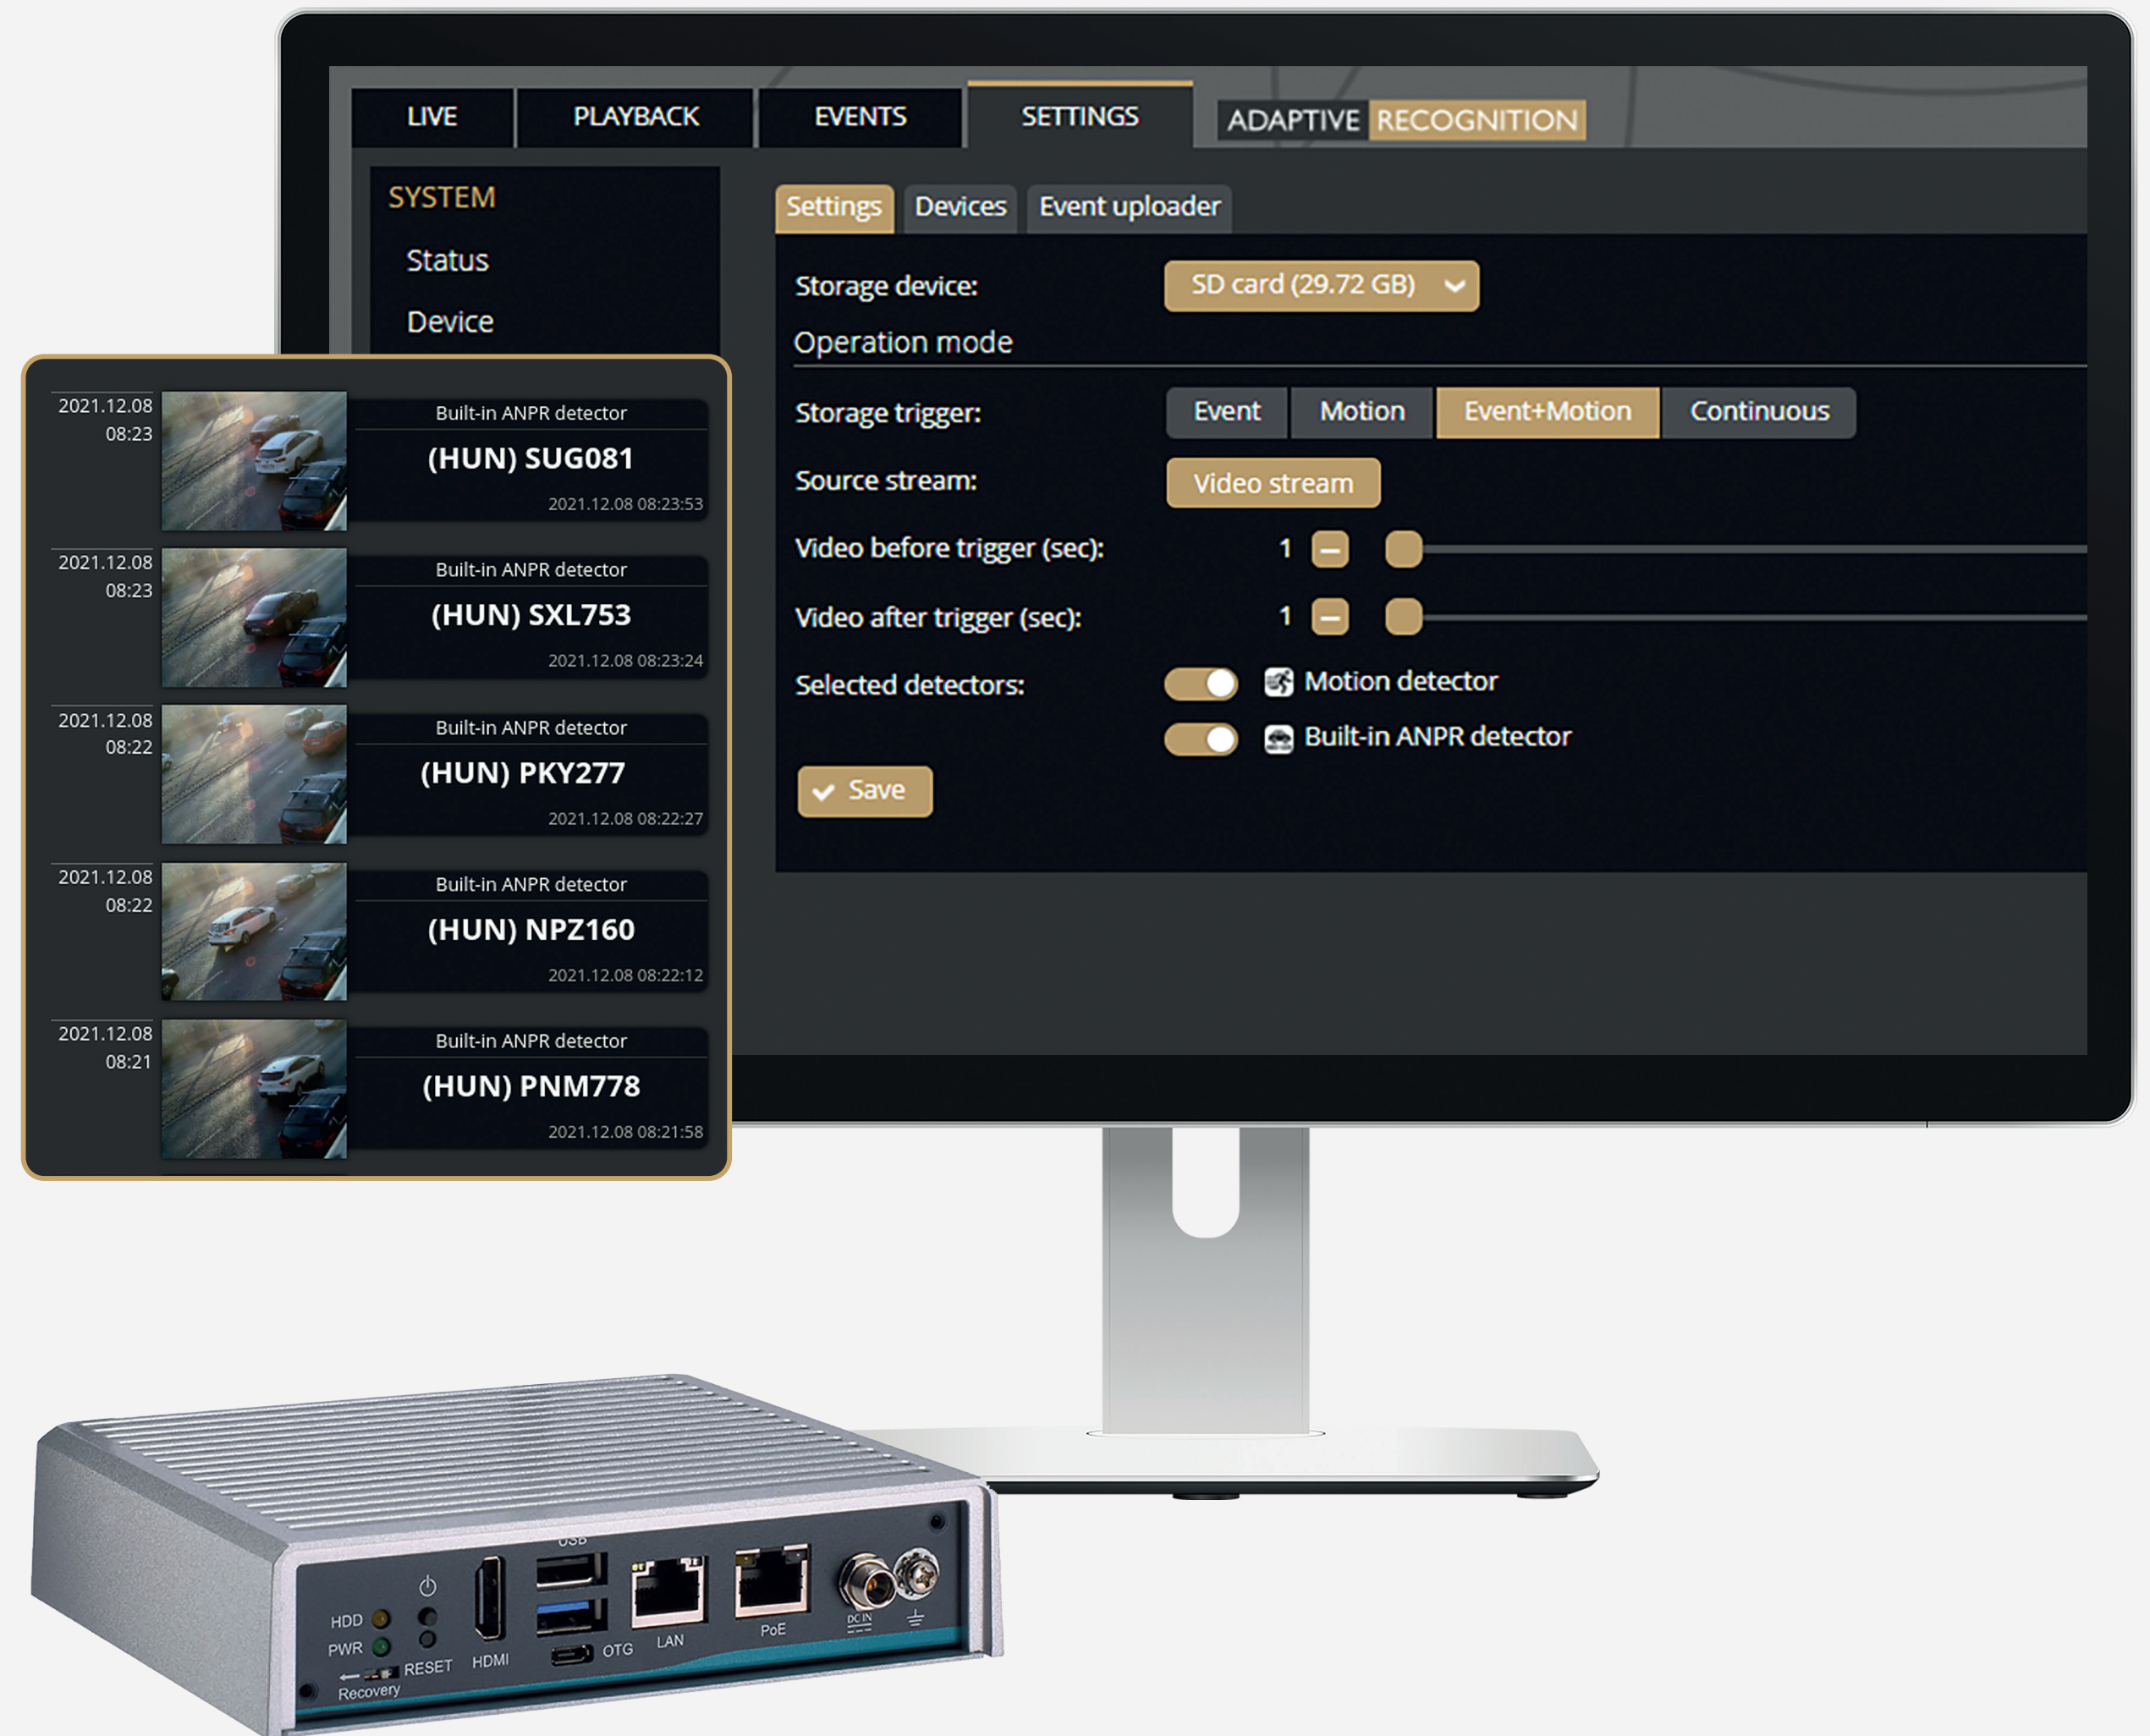 LIVE PLAYBACK EVENTS SETTINGS ADAPTIVE RECOGNITION
SYSTEM
Status
Device
Settings Devices Event uploader
Storage device: SD card (29.72 GB)
Operation mode
Storage trigger: Event Motion Event+Motion Continuous
Source stream: Video stream
Video before trigger (sec): 1
Video after trigger (sec): 1
Selected detectors: Motion detector
Built-in ANPR detector
Save
2021.12.08
08:23
Built-in ANPR detector
(HUN) SUG081
2021.12.08 08:23:53
2021.12.08
08:23
Built-in ANPR detector
(HUN) SXL753
2021.12.08 08:23:24
2021.12.08
08:22
Built-in ANPR detector
(HUN) PKY277
2021.12.08 08:22:27
2021.12.08
08:22
Built-in ANPR detector
(HUN) NPZ160
2021.12.08 08:22:12
2021.12.08
08:21
Built-in ANPR detector
(HUN) PNM778
2021.12.08 08:21:58
USB
HDD
PWR
RESET
Recovery
HDMI
OTG
LAN
PoE
DC IN